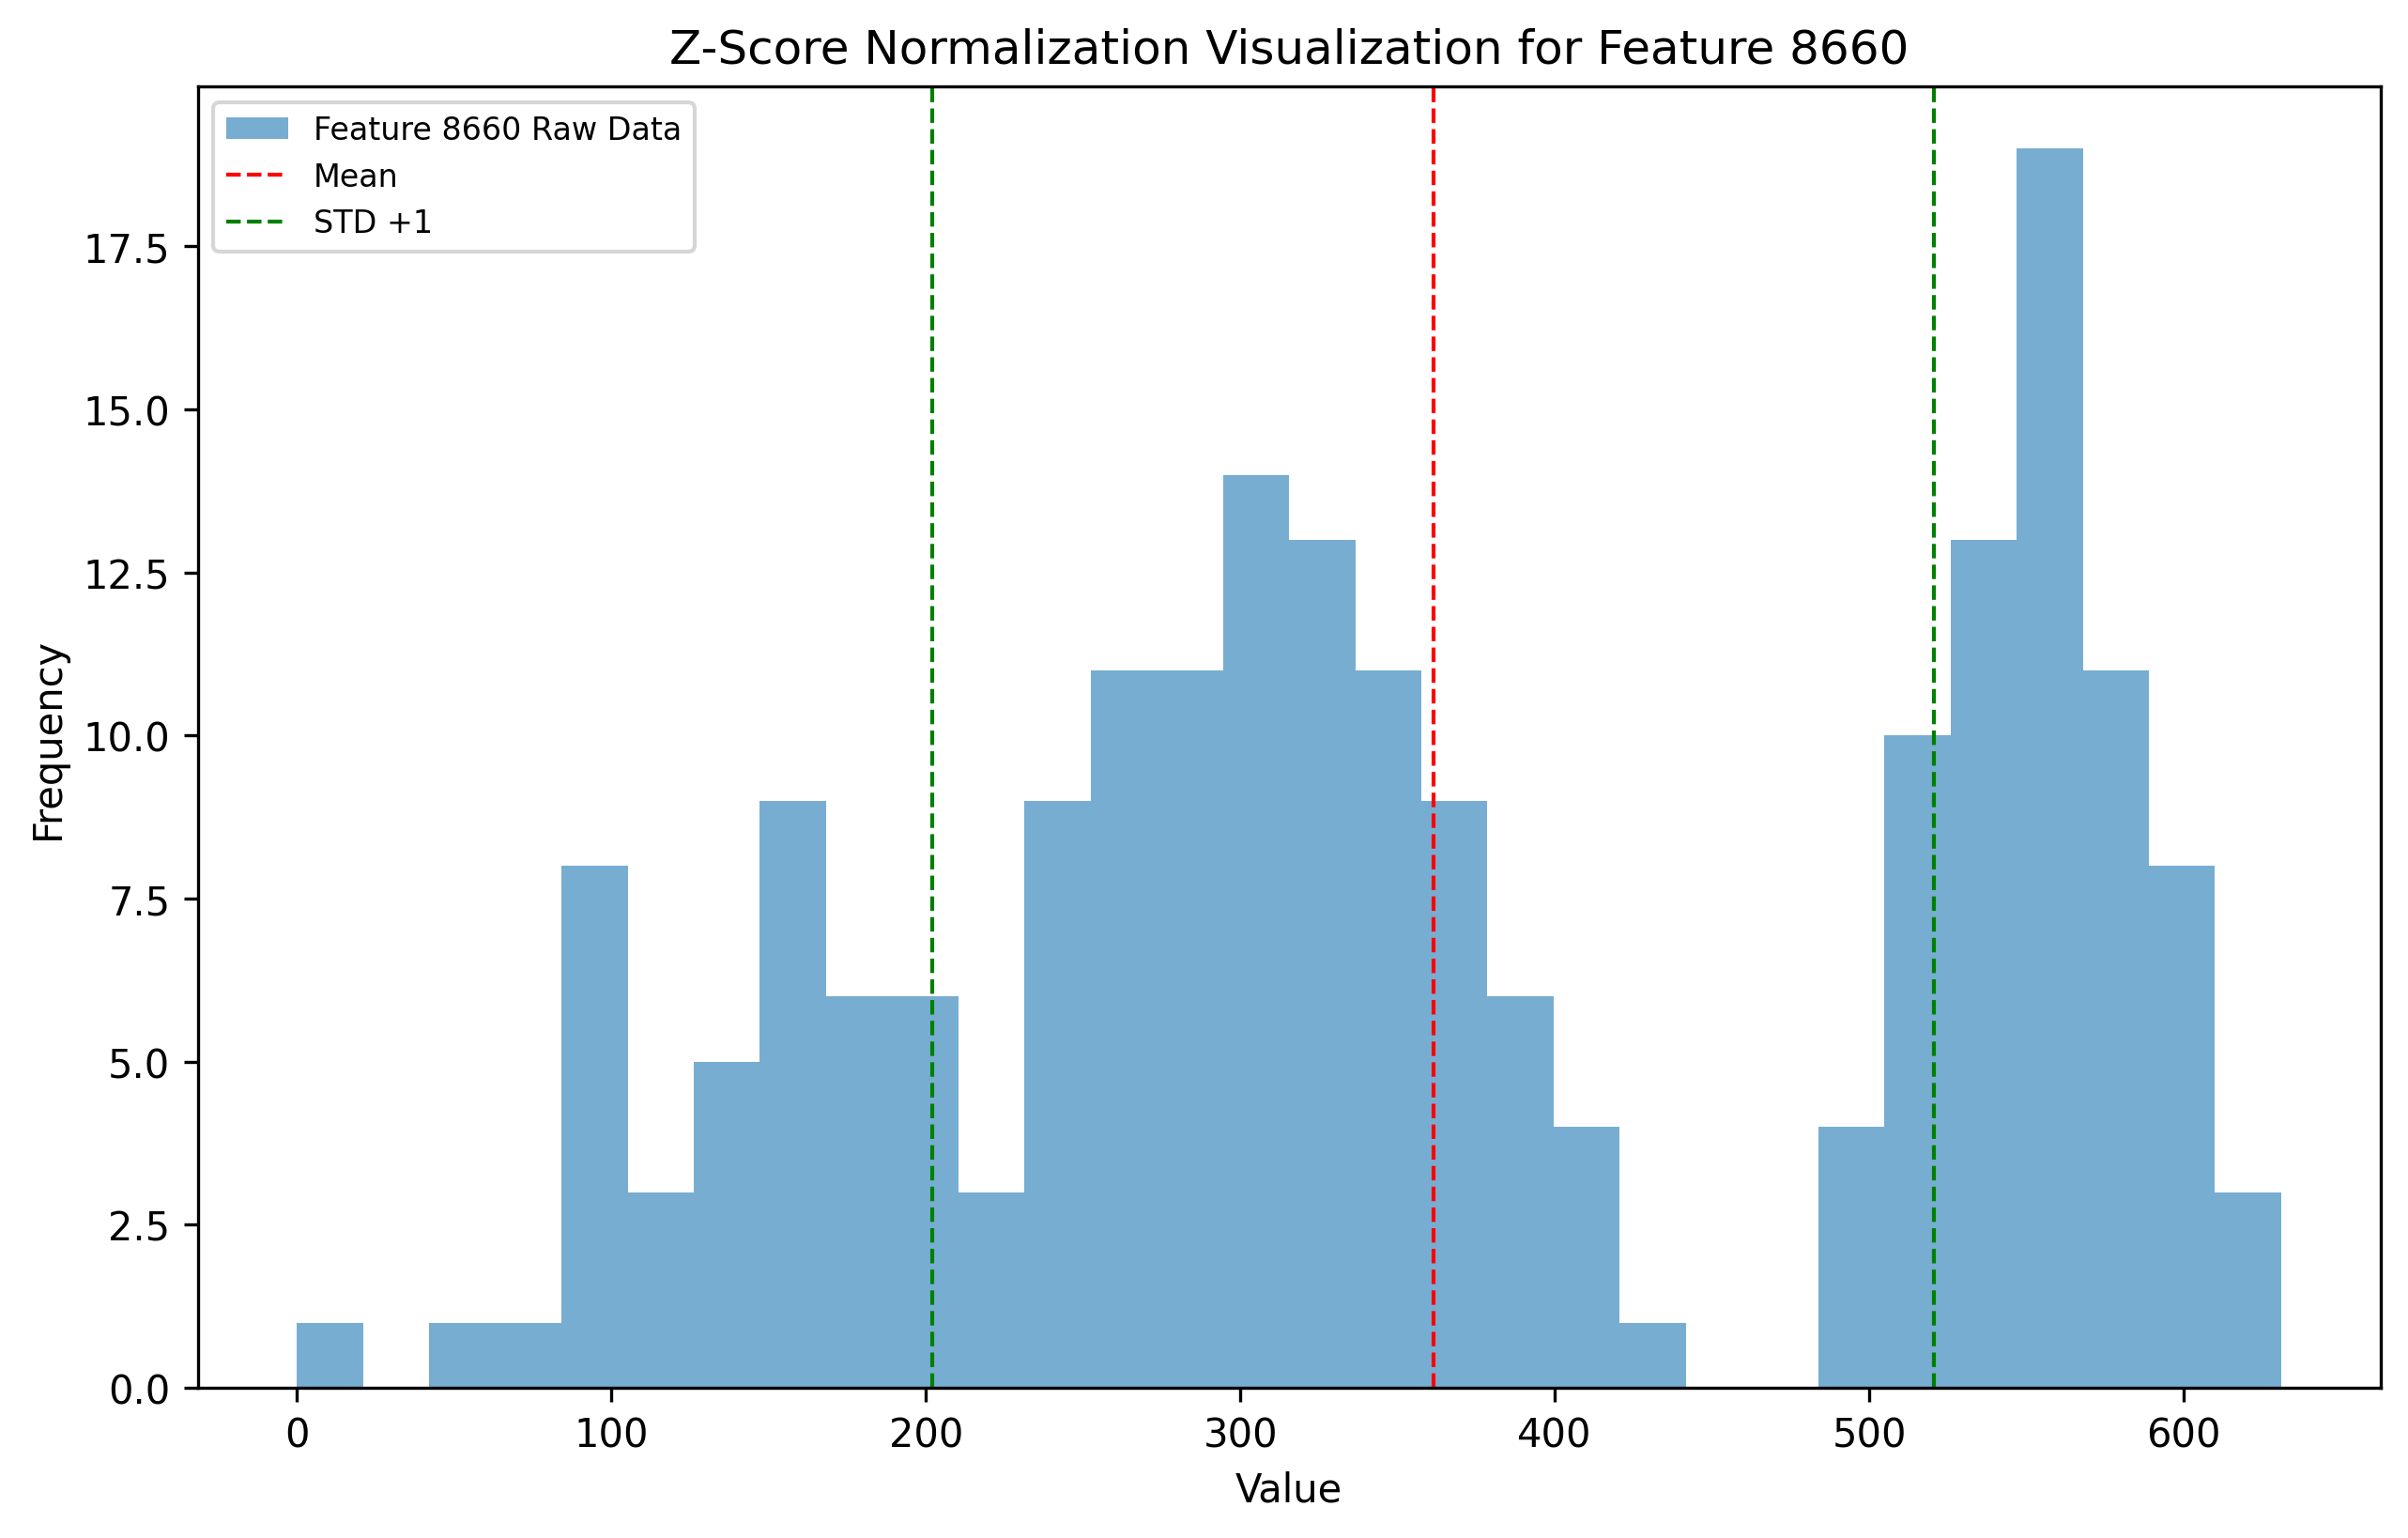 Z-Score Normalization Visualization for Feature 8660
Feature 8660 Raw Data
Mean
STD +1
17.5
15.0
12.5
10.0
7.5
5.0
2.5
0.0
Frequency
0 100 200 300 400 500 600
Value